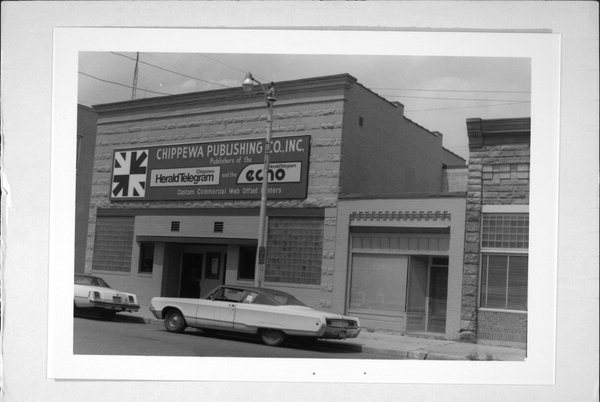 CHIPPEWA PUBLISHING CO., INC.
Publishers of the
Chippewa
Herald Telegram
and the
Herald Telegram
echo
Custom Commercial Web Offset Printers